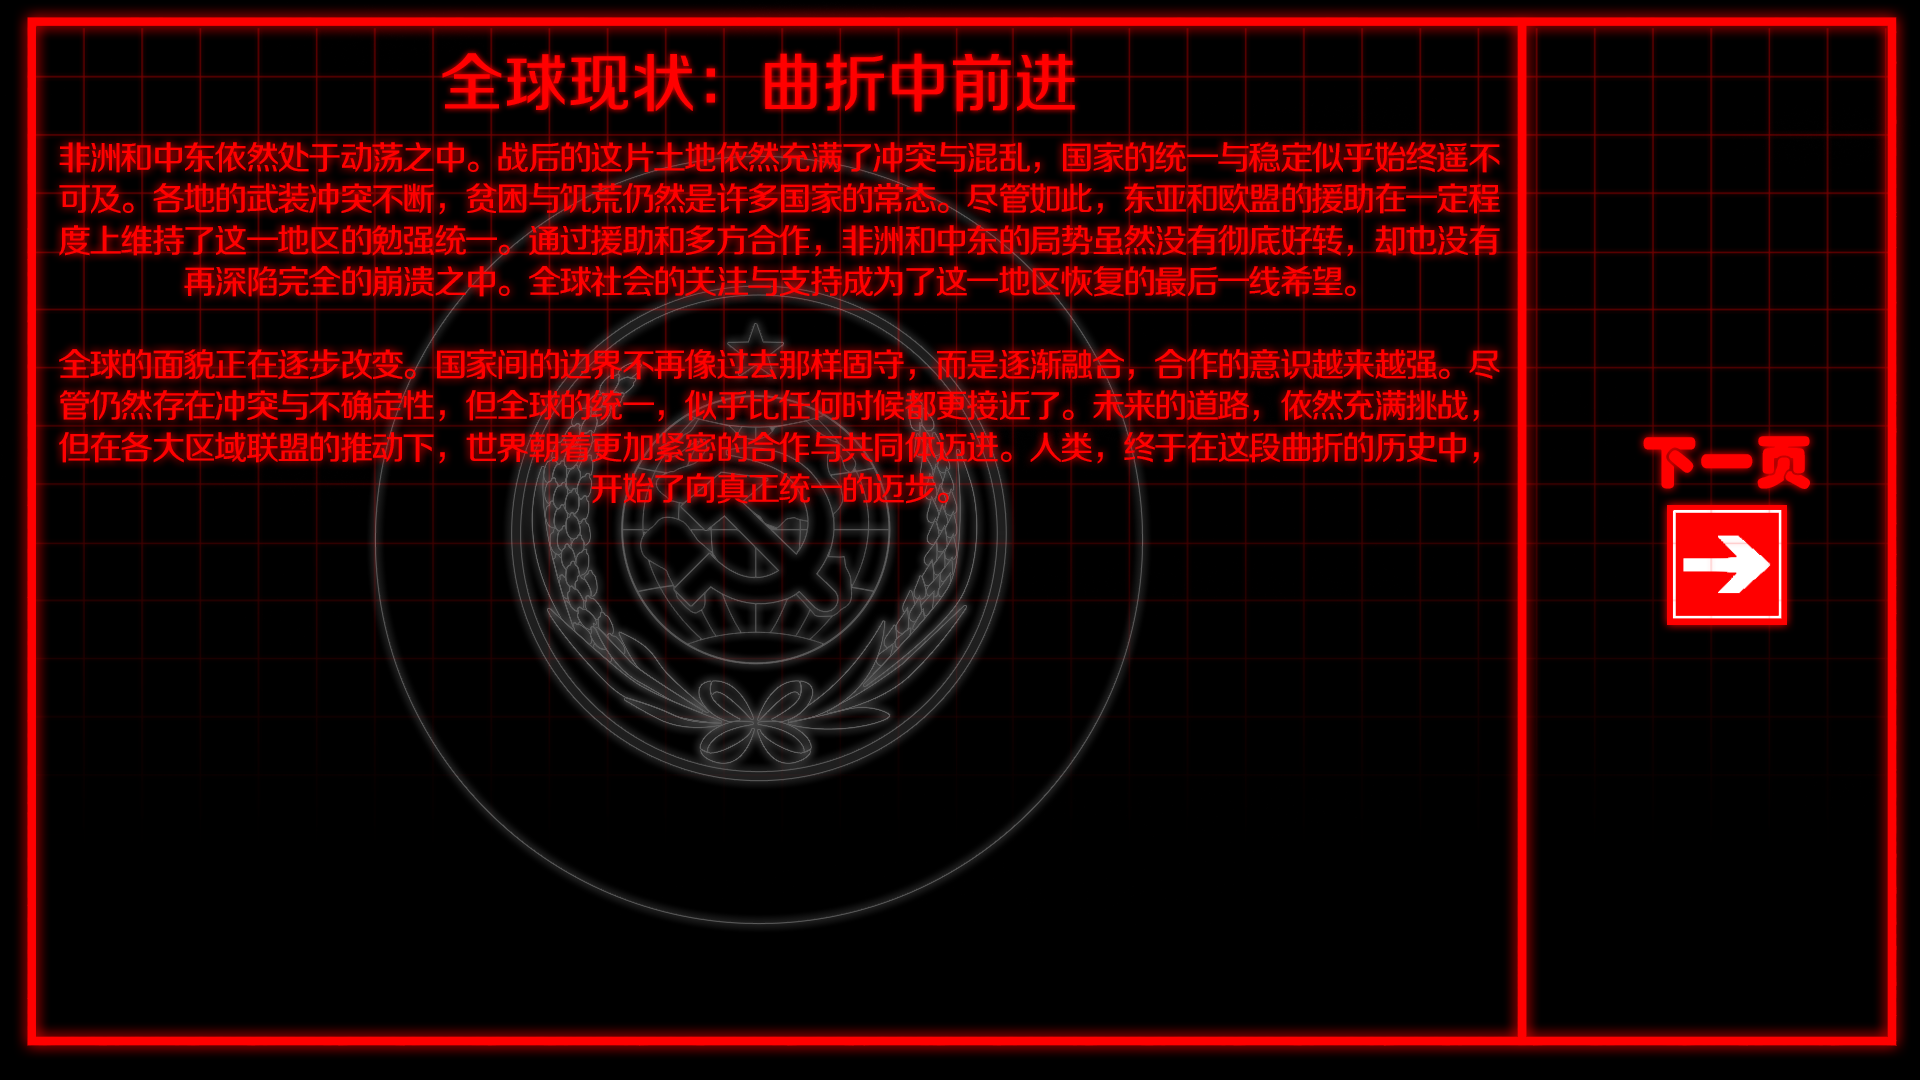 全球现状：曲折中前进
非洲和中东依然处于动荡之中。战后的这片土地依然充满了冲突与混乱，国家的统一与稳定似乎始终遥不
可及。各地的武装冲突不断，贫困与饥荒仍然是许多国家的常态。尽管如此，东亚和欧盟的援助在一定程
度上维持了这一地区的勉强统一。通过援助和多方合作，非洲和中东的局势虽然没有彻底好转，却也没有
再深陷完全的崩溃之中。全球社会的关注与支持成为了这一地区恢复的最后一线希望。
全球的面貌正在逐步改变。国家间的边界不再像过去那样固守，而是逐渐融合，合作的意识越来越强。尽
管仍然存在冲突与不确定性，但全球的统一，似乎比任何时候都更接近了。未来的道路，依然充满挑战，
但在各大区域联盟的推动下，世界朝着更加紧密的合作与共同体迈进。人类，终于在这段曲折的历史中，
开始了向真正统一的迈步。
下一页